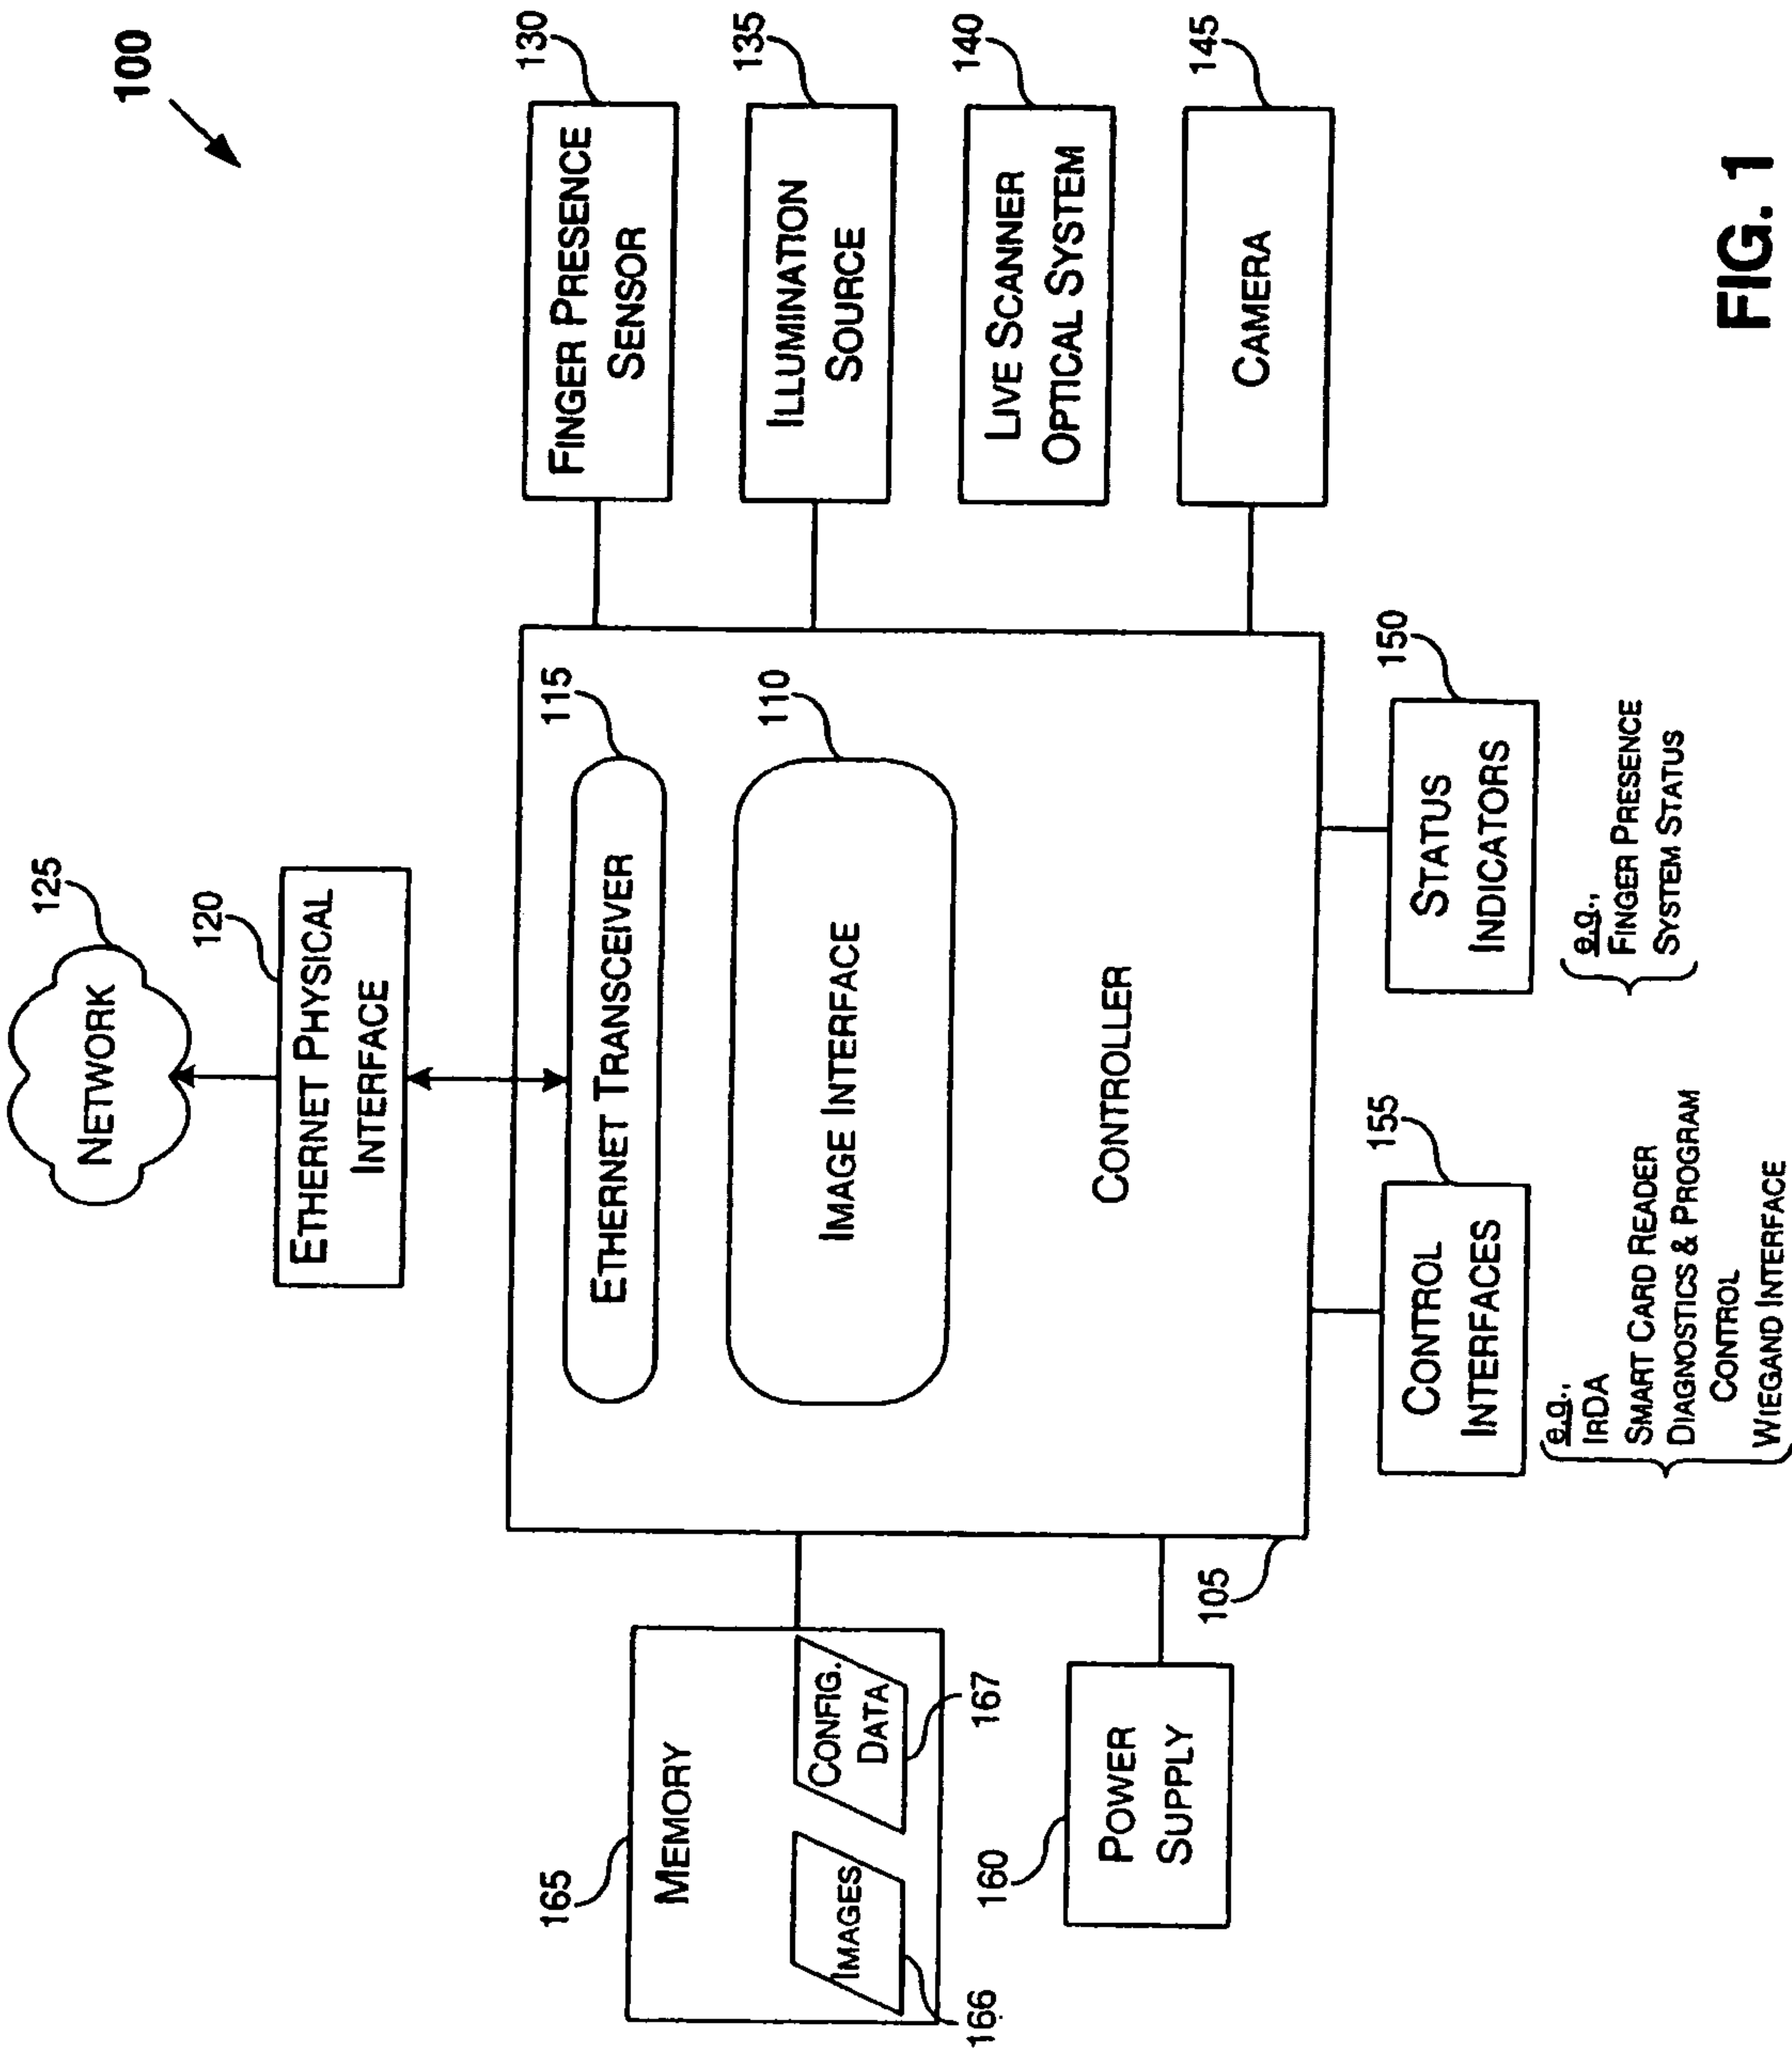 100
125
NETWORK
120
ETHERNET PHYSICAL
INTERFACE
165
MEMORY
IMAGES
CONFIG.
DATA
166
167
160
POWER
SUPPLY
105
115
ETHERNET TRANSCEIVER
110
IMAGE INTERFACE
CONTROLLER
130
FINGER PRESENCE
SENSOR
135
ILLUMINATION
SOURCE
140
LIVE SCANNER
OPTICAL SYSTEM
145
CAMERA
155
CONTROL
INTERFACES
e.g.,
IRDA
SMART CARD READER
DIAGNOSTICS & PROGRAM
CONTROL
WIEGAND INTERFACE
150
STATUS
INDICATORS
e.g.,
FINGER PRESENCE
SYSTEM STATUS
FIG. 1